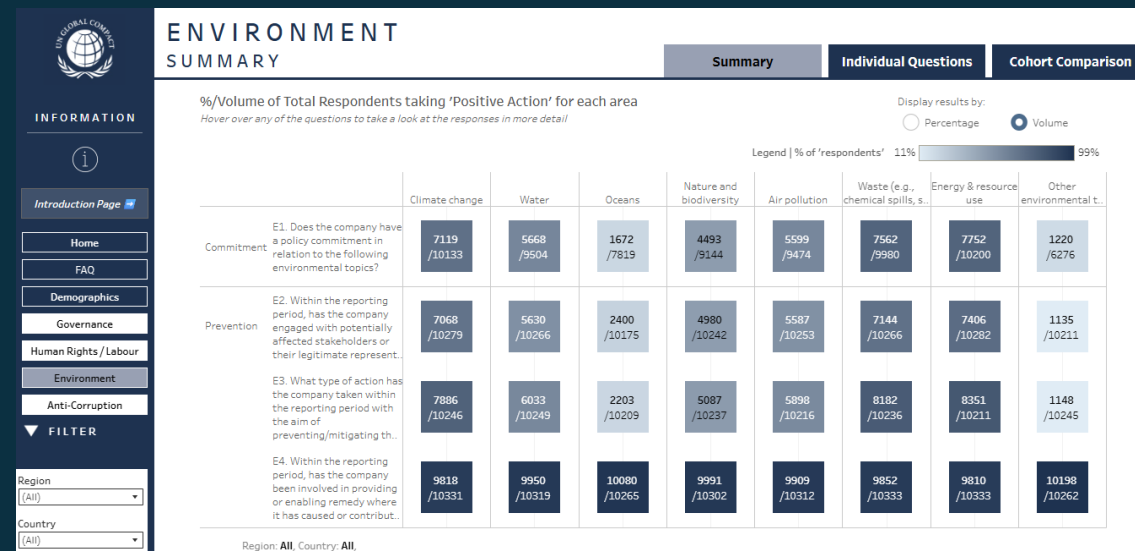 UN GLOBAL COMPACT
INFORMATION
i
Introduction Page
Home
FAQ
Demographics
Governance
Human Rights / Labour
Environment
Anti-Corruption
FILTER
Region
(All)
Country
(All)
ENVIRONMENT
SUMMARY
Summary
Individual Questions
Cohort Comparison
%/Volume of Total Respondents taking 'Positive Action' for each area
Hover over any of the questions to take a look at the responses in more detail
Display results by:
Percentage
Volume
Legend | % of 'respondents' 11% 99%
Climate change
Water
Oceans
Nature and
biodiversity
Air pollution
Waste (e.g.,
chemical spills, s..
Energy & resource
use
Other
environmental t..
Commitment
E1. Does the company have
a policy commitment in
relation to the following
environmental topics?
7119
/10133
5668
/9504
1672
/7819
4493
/9144
5599
/9474
7562
/9980
7752
/10200
1220
/6276
Prevention
E2. Within the reporting
period, has the company
engaged with potentially
affected stakeholders or
their legitimate represent..
7068
/10279
5630
/10266
2400
/10175
4980
/10242
5587
/10253
7144
/10266
7406
/10282
1135
/10211
E3. What type of action has
the company taken within
the reporting period with
the aim of
preventing/mitigating th..
7886
/10246
6033
/10249
2203
/10209
5087
/10237
5898
/10216
8182
/10236
8351
/10211
1148
/10245
E4. Within the reporting
period, has the company
been involved in providing
or enabling remedy where
it has caused or contribut..
9818
/10331
9950
/10319
10080
/10265
9991
/10302
9909
/10312
9852
/10333
9810
/10333
10198
/10262
Region: All, Country: All,